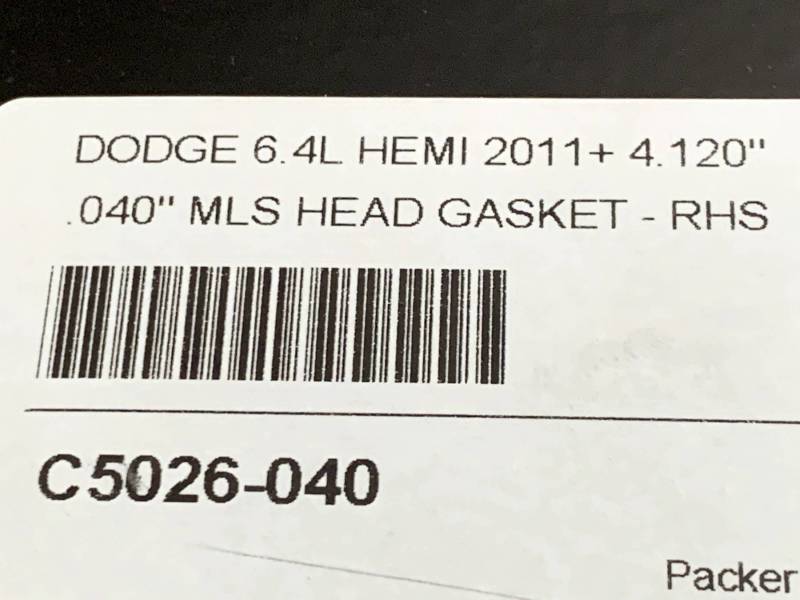 DODGE 6.4L HEMI 2011+ 4.120"
.040" MLS HEAD GASKET - RHS
C5026-040
Packer